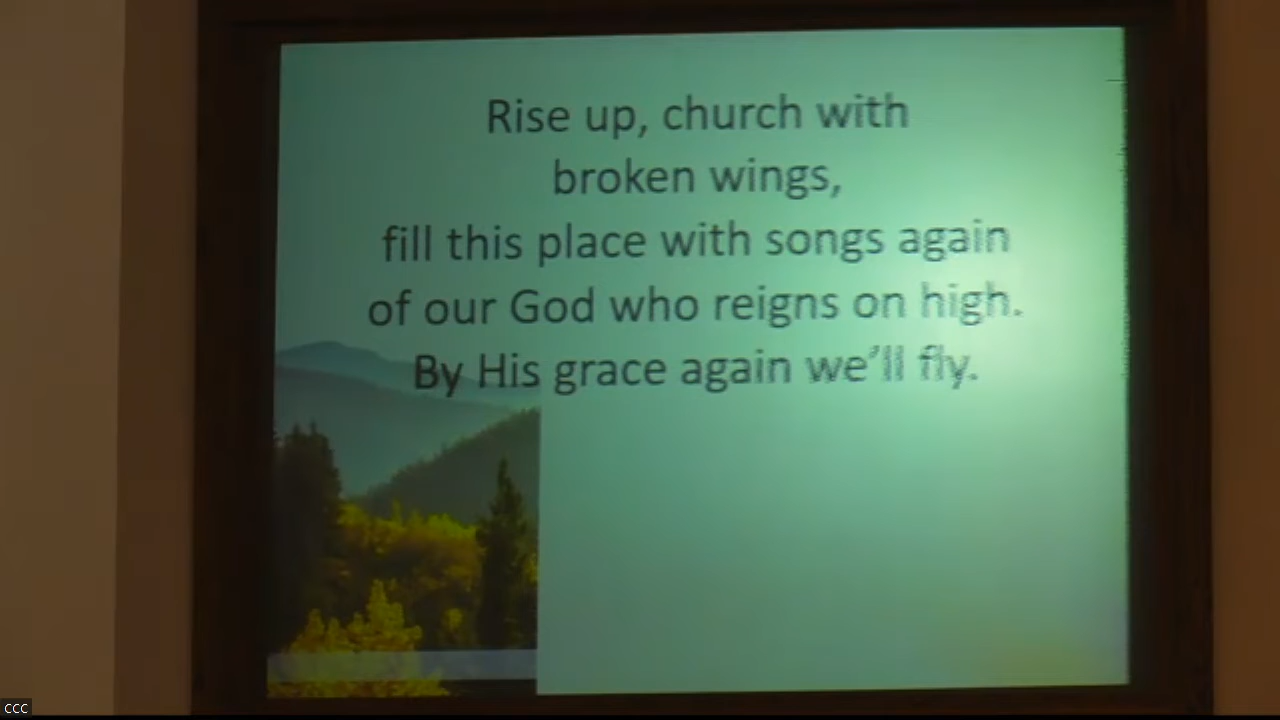 Rise up, church with
broken wings,
fill this place with songs again
of our God who reigns on high.
By His grace again we'll fly.
ccc